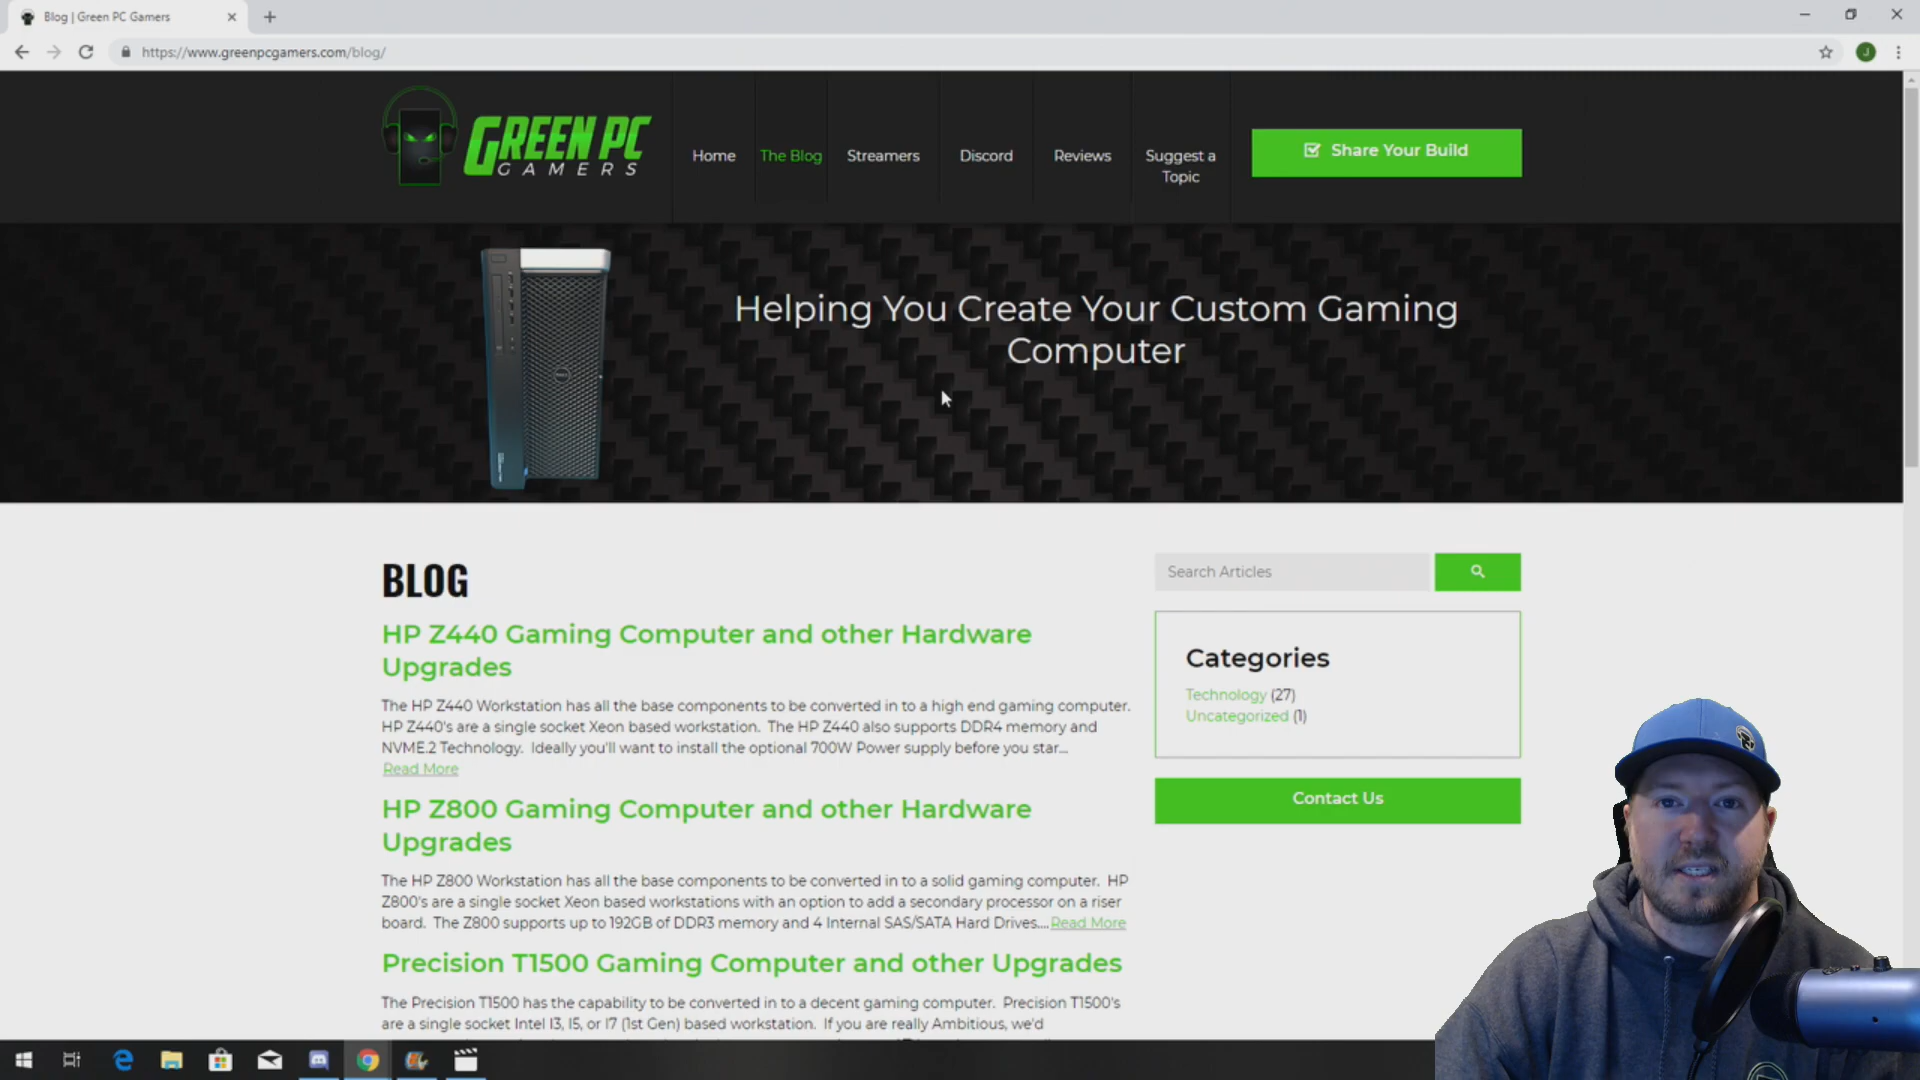 Blog | Green PC Gamers
https://www.greenpcgamers.com/blog/
J
GREEN PC
GAMERS
Home
The Blog
Streamers
Discord
Reviews
Suggest a
Topic
Share Your Build
Helping You Create Your Custom Gaming
Computer
BLOG
HP Z440 Gaming Computer and other Hardware
Upgrades
The HP Z440 Workstation has all the base components to be converted in to a high end gaming computer.
HP Z440's are a single socket Xeon based workstation. The HP Z440 also supports DDR4 memory and
NVME.2 Technology. Ideally you'll want to install the optional 700W Power supply before you star...
Read More
HP Z800 Gaming Computer and other Hardware
Upgrades
The HP Z800 Workstation has all the base components to be converted in to a solid gaming computer. HP
Z800's are a single socket Xeon based workstations with an option to add a secondary processor on a riser
board. The Z800 supports up to 192GB of DDR3 memory and 4 Internal SAS/SATA Hard Drives.... Read More
Precision T1500 Gaming Computer and other Upgrades
The Precision T1500 has the capability to be converted in to a decent gaming computer. Precision T1500's
are a single socket Intel I3, I5, or I7 (1st Gen) based workstation. If you are really Ambitious, we'd
Search Articles
Categories
Technology (27)
Uncategorized (1)
Contact Us